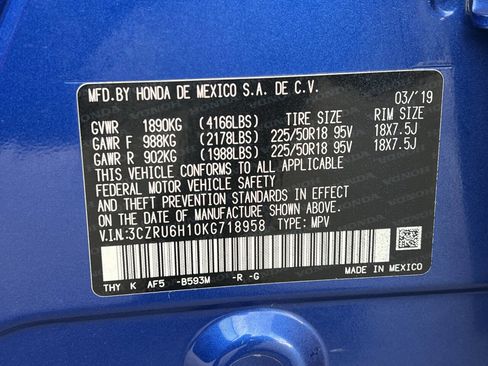 MFD.BY HONDA DE MEXICO S.A. DE C.V.
03/'19
GVWR 1890KG (4166LBS) TIRE SIZE RIM SIZE
GAWR F 988KG (2178LBS) 225/50R18 95V 18X7.5J
GAWR R 902KG (1988LBS) 225/50R18 95V 18X7.5J
THIS VEHICLE CONFORMS TO ALL APPLICABLE
FEDERAL MOTOR VEHICLE SAFETY
AND THEFT PREVENTION STANDARDS IN EFFECT ON
THE DATE OF MANUFACTURE SHOWN ABOVE.
V.I.N:3CZRU6H10KG718958 TYPE: MPV
THY K AF5 -B593M -R -G MADE IN MEXICO